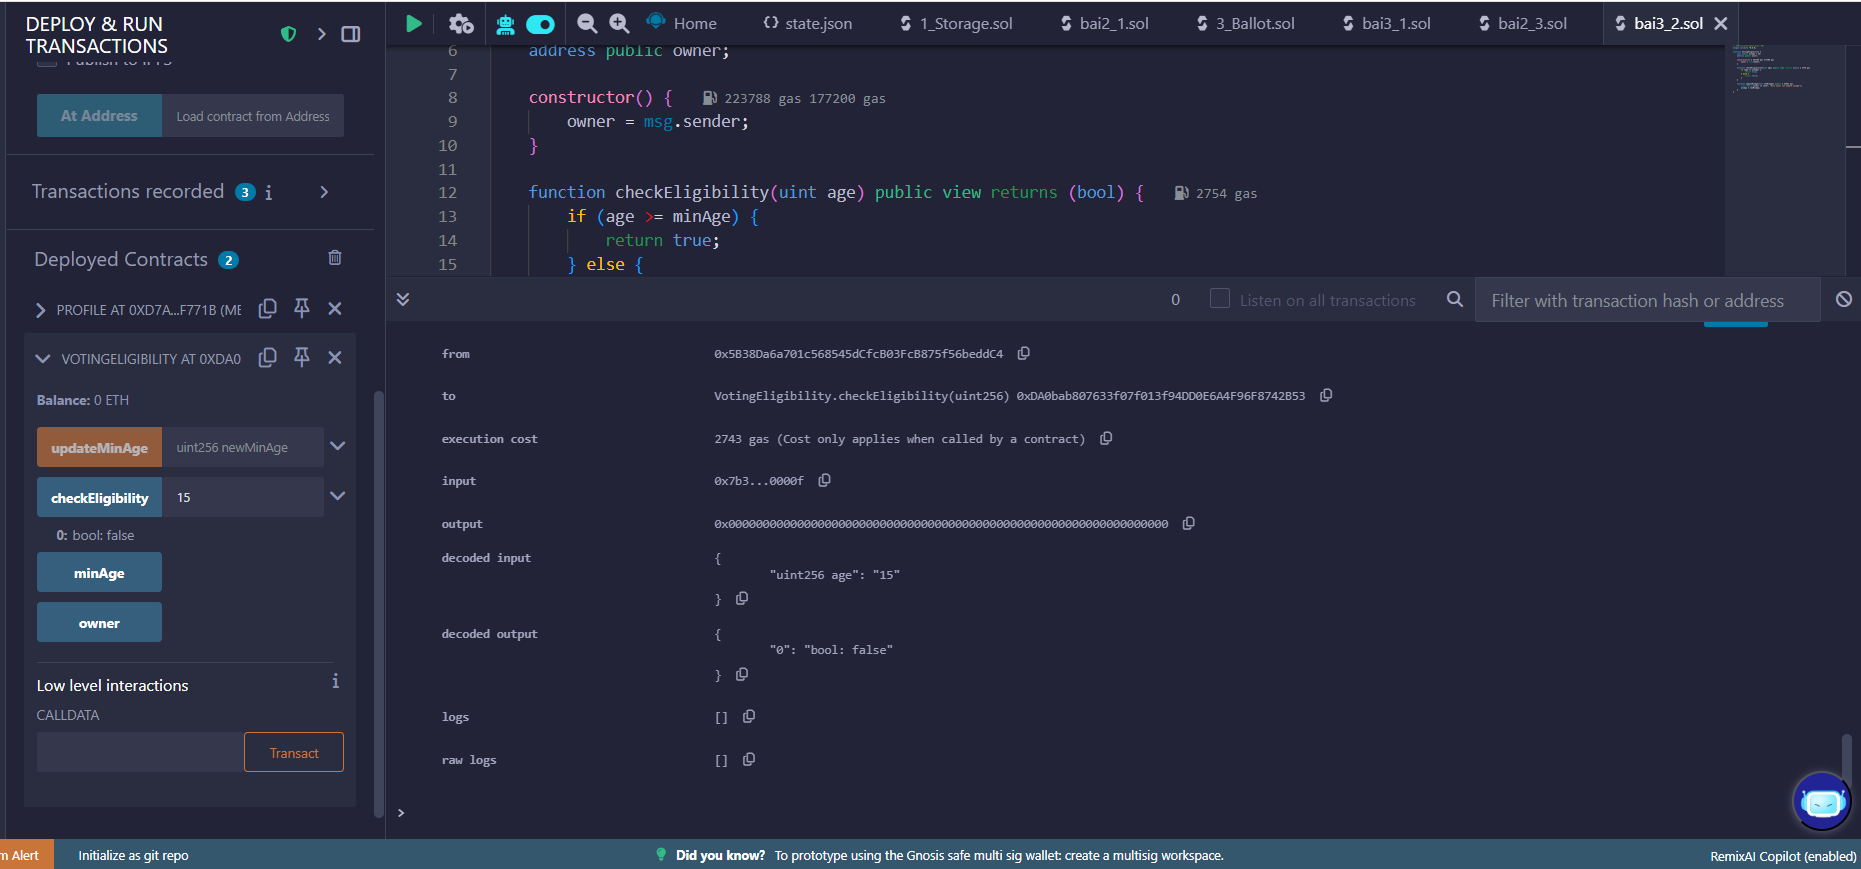 DEPLOY & RUN
TRANSACTIONS
Publish to IPFS
At Address
Load contract from Address
Transactions recorded 3 i
Deployed Contracts 2
PROFILE AT 0XD7A...F771B (ME
VOTINGELIGIBILITY AT 0XDA0
Balance: 0 ETH
updateMinAge
uint256 newMinAge
checkEligibility
15
0: bool: false
minAge
owner
Low level interactions
i
CALLDATA
Transact
Home
{} state.json
1_Storage.sol
bai2_1.sol
3_Ballot.sol
bai3_1.sol
bai2_3.sol
bai3_2.sol
6 address public owner;
7
8 constructor() { 223788 gas 177200 gas
9 owner = msg.sender;
10 }
11
12 function checkEligibility(uint age) public view returns (bool) { 2754 gas
13 if (age >= minAge) {
14 return true;
15 } else {
0
Listen on all transactions
Filter with transaction hash or address
from 0x5B38Da6a701c568545dCfcB03FcB875f56beddC4
to VotingEligibility.checkEligibility(uint256) 0xDA0bab807633f07f013f94DD0E6A4F96F8742B53
execution cost 2743 gas (Cost only applies when called by a contract)
input 0x7b3...0000f
output 0x0000000000000000000000000000000000000000000000000000000000000000
decoded input {
"uint256 age": "15"
}
decoded output {
"0": "bool: false"
}
logs []
raw logs []
>
m Alert
Initialize as git repo
Did you know? To prototype using the Gnosis safe multi sig wallet: create a multisig workspace.
RemixAI Copilot (enabled)